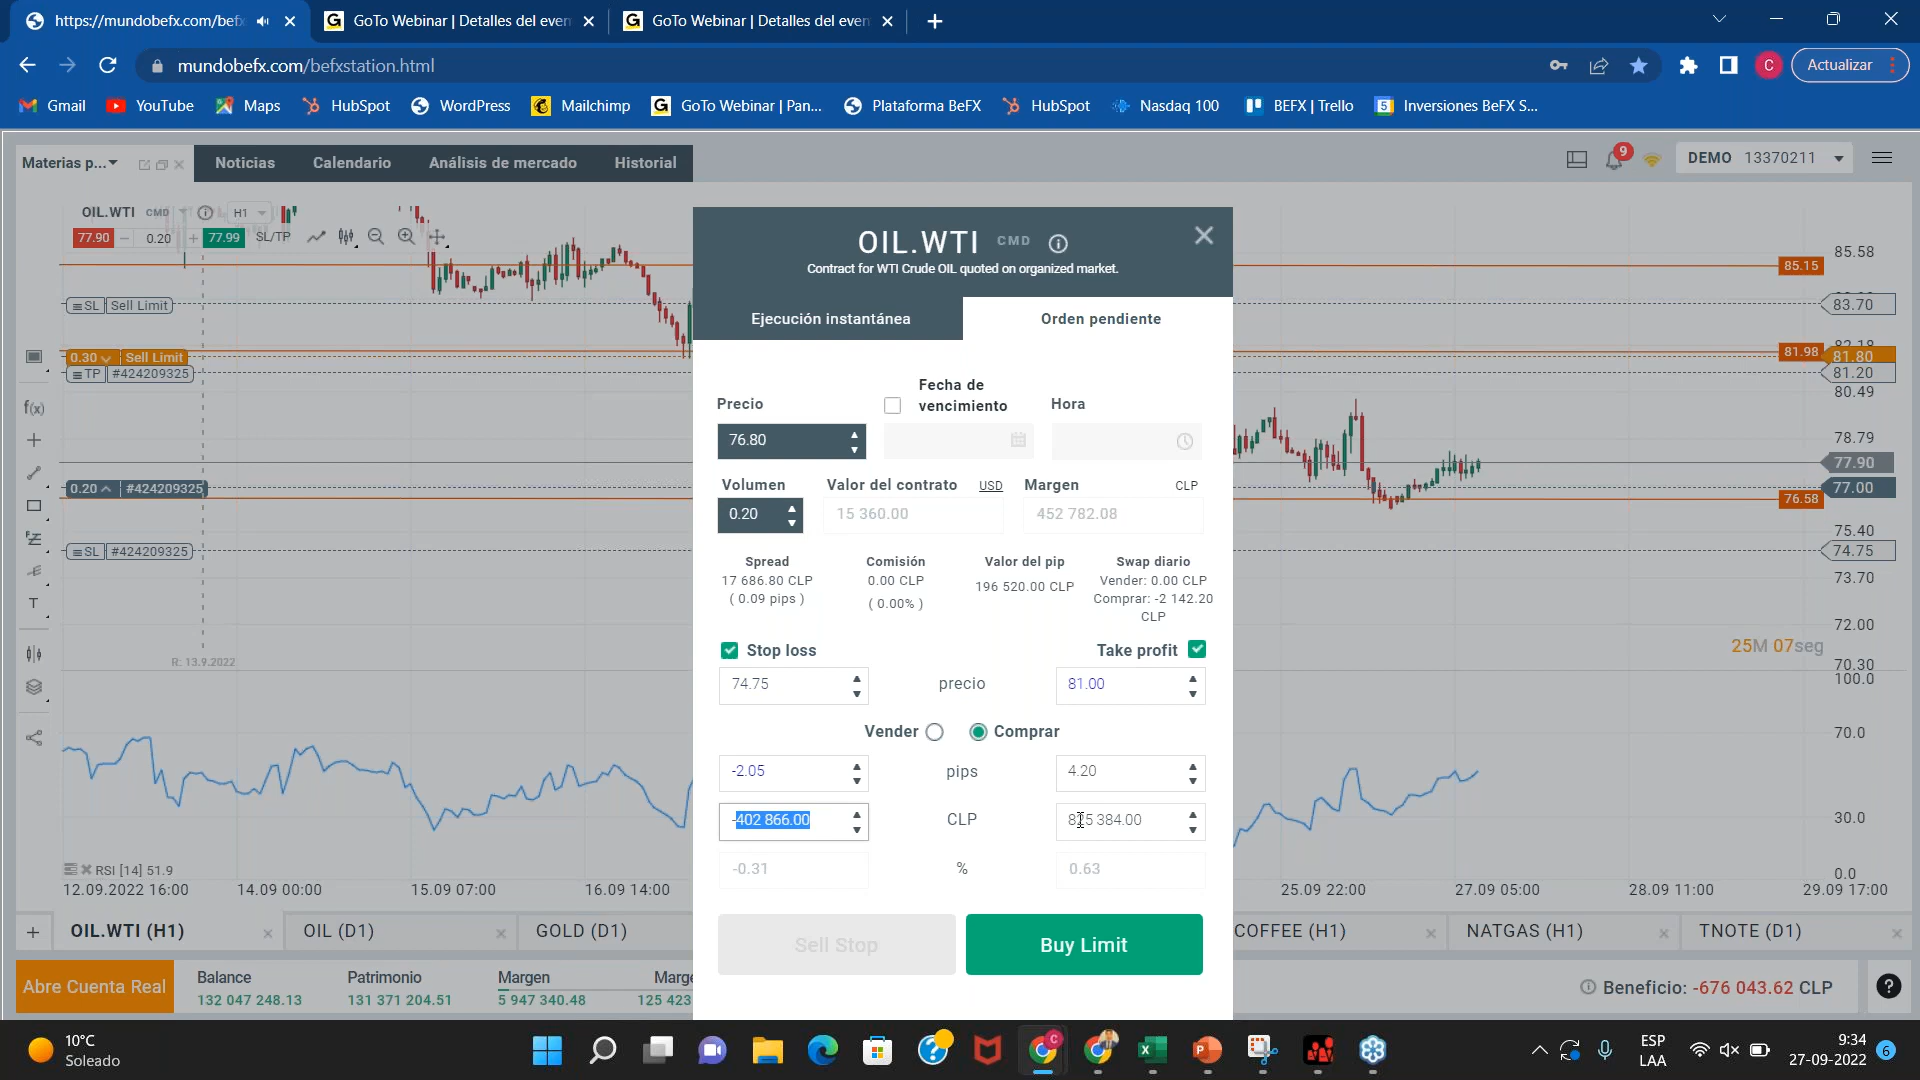 https://mundobefx.com/bef
GoTo Webinar | Detalles del even
GoTo Webinar | Detalles del even
mundobefx.com/befxstation.html
C
Actualizar
Gmail
YouTube
Maps
HubSpot
WordPress
Mailchimp
GoTo Webinar | Pan...
Plataforma BeFX
HubSpot
Nasdaq 100
BEFX | Trello
Inversiones BeFX S...
Materias p...
Noticias
Calendario
Análisis de mercado
Historial
9
DEMO 13370211
OIL.WTI CMD
H1
77.90
0.20
77.99
SL/TP
OIL.WTI CMD
Contract for WTI Crude OIL quoted on organized market.
Ejecución instantánea
Orden pendiente
SL Sell Limit
0.30 Sell Limit
TP #424209325
0.20 #424209325
SL #424209325
R: 13.9.2022
85.58
85.15
83.70
81.98
81.80
81.20
80.49
78.79
77.90
77.00
76.58
75.40
74.75
73.70
72.00
25M 07seg
70.30
100.0
70.0
30.0
0.0
f(x)
T
Precio
Fecha de vencimiento
Hora
76.80
Volumen
Valor del contrato USD
Margen CLP
0.20
15 360.00
452 782.08
Spread
Comisión
Valor del pip
Swap diario
17 686.80 CLP
( 0.09 pips )
0.00 CLP
( 0.00% )
196 520.00 CLP
Vender: 0.00 CLP
Comprar: -2 142.20
CLP
Stop loss
Take profit
74.75
precio
81.00
Vender
Comprar
-2.05
pips
4.20
-402 866.00
CLP
825 384.00
-0.31
%
0.63
Sell Stop
Buy Limit
RSI [14] 51.9
12.09.2022 16:00
14.09 00:00
15.09 07:00
16.09 14:00
25.09 22:00
27.09 05:00
28.09 11:00
29.09 17:00
OIL.WTI (H1)
OIL (D1)
GOLD (D1)
COFFEE (H1)
NATGAS (H1)
TNOTE (D1)
Abre Cuenta Real
Balance
132 047 248.13
Patrimonio
131 371 204.51
Margen
5 947 340.48
Marge
125 423
Beneficio: -676 043.62 CLP
10°C
Soleado
ESP
LAA
9:34
27-09-2022
6